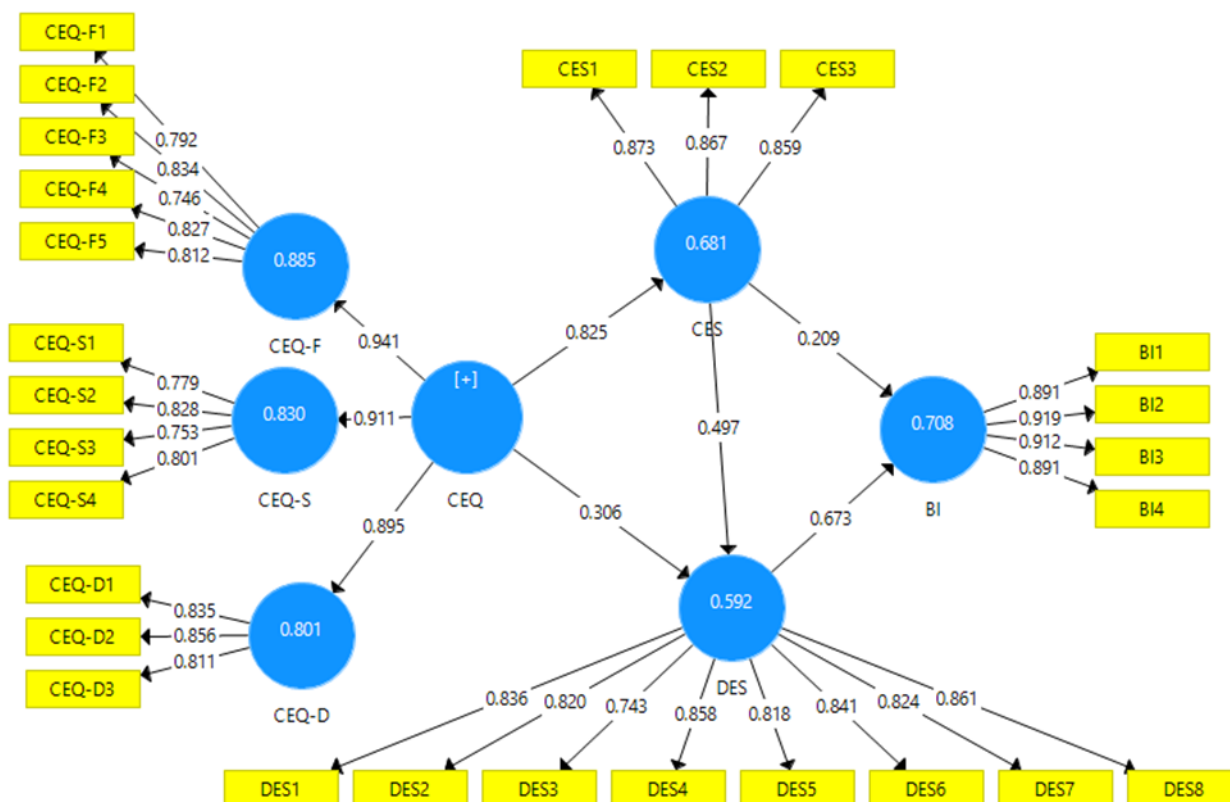 CEQ-F1
CEQ-F2
CEQ-F3
CEQ-F4
CEQ-F5
0.792
0.834
0.746
0.827
0.812
0.885
CEQ-F
0.941
CES1
CES2
CES3
0.873
0.867
0.859
0.681
CES
0.825
0.209
0.497
CEQ-S1
CEQ-S2
CEQ-S3
CEQ-S4
0.779
0.828
0.753
0.801
0.830
CEQ-S
0.911
[+]
CEQ
0.306
0.895
0.708
BI
0.891
0.919
0.912
0.891
BI1
BI2
BI3
BI4
0.673
CEQ-D1
CEQ-D2
CEQ-D3
0.835
0.856
0.811
0.801
CEQ-D
0.592
DES
0.836
0.820
0.743
0.858
0.818
0.841
0.824
0.861
DES1
DES2
DES3
DES4
DES5
DES6
DES7
DES8